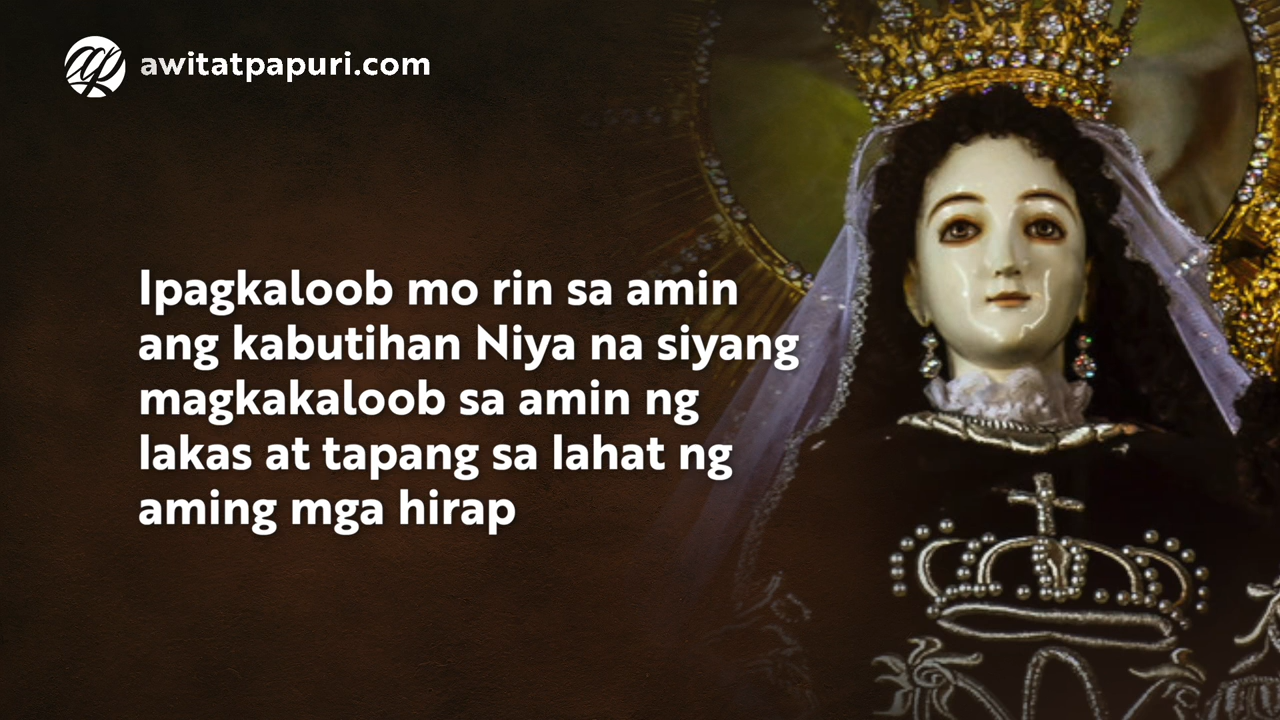 awitatpapuri.com
Ipagkaloob mo rin sa amin
ang kabutihan Niya na siyang
magkakaloob sa amin ng
lakas at tapang sa lahat ng
aming mga hirap